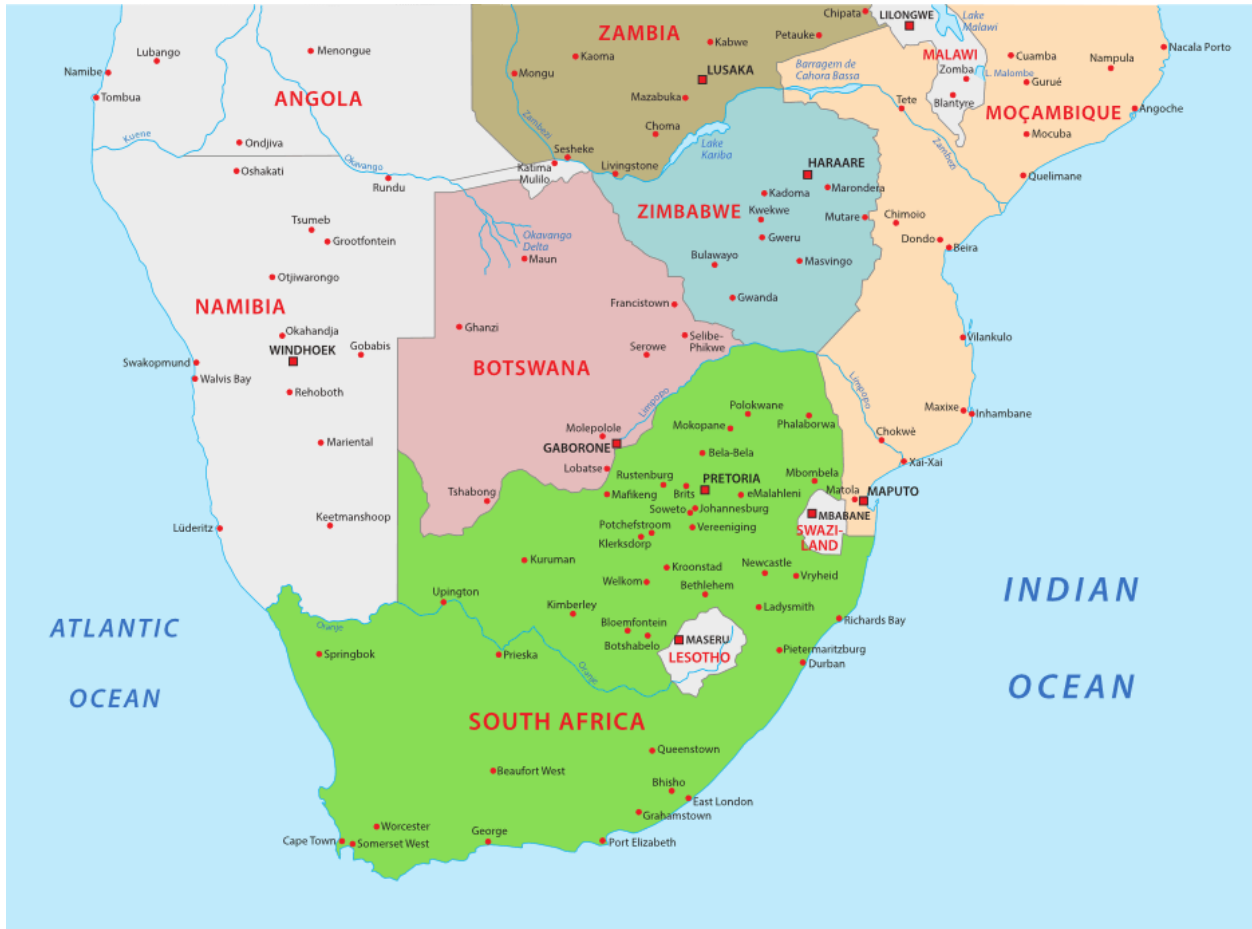 Chipata
LILONGWE
Lake
Malawi
ZAMBIA
Kabwe
Petauke
Lubango
Menongue
Kaoma
MALAWI
Cuamba
Nampula
Nacala Porto
Namibe
Mongu
LUSAKA
Barragem de
Cahora Bassa
Zomba
L. Malombe
Gurué
Tombua
ANGOLA
Mazabuka
Tete
Blantyre
MOÇAMBIQUE
Angoche
Kuene
Ondjiva
Zambezi
Choma
Lake
Kariba
Mocuba
Zambezi
Okavango
Sesheke
Katima
Mulilo
Livingstone
HARAARE
Oshakati
Rundu
Quelimane
Kadoma
Marondera
Tsumeb
Grootfontein
ZIMBABWE
Kwekwe
Mutare
Chimoio
Okavango
Delta
Maun
Gweru
Dondo
Beira
Bulawayo
Masvingo
Otjiwarongo
NAMIBIA
Francistown
Gwanda
Okahandja
WINDHOEK
Gobabis
Ghanzi
Selibe-
Phikwe
Serowe
Vilankulo
Swakopmund
Walvis Bay
BOTSWANA
Rehoboth
Limpopo
Limpopo
Polokwane
Mokopane
Phalaborwa
Maxixe
Inhambane
Mariental
Molepolole
GABORONE
Chokwè
Bela-Bela
Xai-Xai
Lobatse
Rustenburg
PRETORIA
Mbombela
Tshabong
Mafikeng
Brits
eMalahleni
Matola
MAPUTO
Soweto
Johannesburg
MBABANE
Lüderitz
Keetmanshoop
Potchefstroom
Vereeniging
SWAZI-
LAND
Klerksdorp
Kuruman
Kroonstad
Newcastle
Vryheid
Welkom
Bethlehem
INDIAN
OCEAN
Upington
Kimberley
Ladysmith
Richards Bay
ATLANTIC
OCEAN
Oranje
Bloemfontein
Botshabelo
MASERU
LESOTHO
Springbok
Prieska
Oranje
Pietermaritzburg
Durban
SOUTH AFRICA
Queenstown
Beaufort West
Bhisho
East London
Grahamstown
Worcester
Cape Town
Somerset West
George
Port Elizabeth